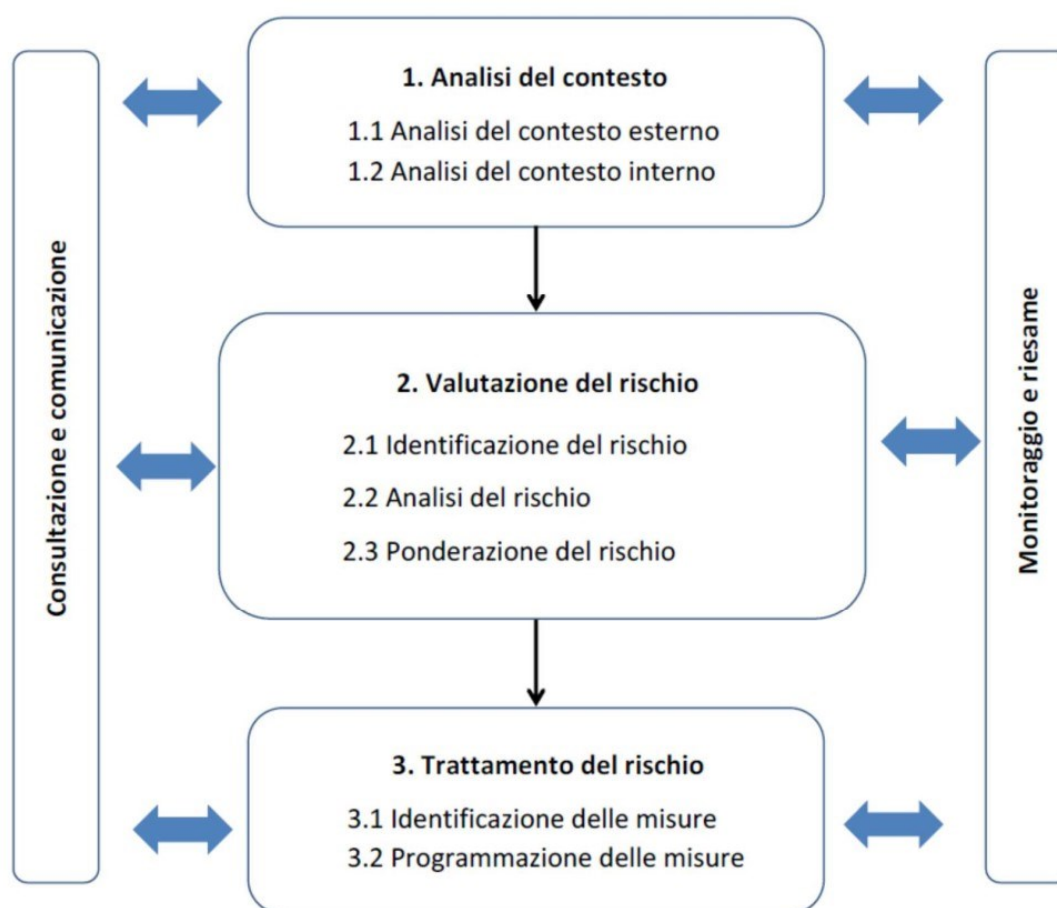 Consultazione e comunicazione
1. Analisi del contesto
1.1 Analisi del contesto esterno
1.2 Analisi del contesto interno
2. Valutazione del rischio
2.1 Identificazione del rischio
2.2 Analisi del rischio
2.3 Ponderazione del rischio
3. Trattamento del rischio
3.1 Identificazione delle misure
3.2 Programmazione delle misure
Monitoraggio e riesame